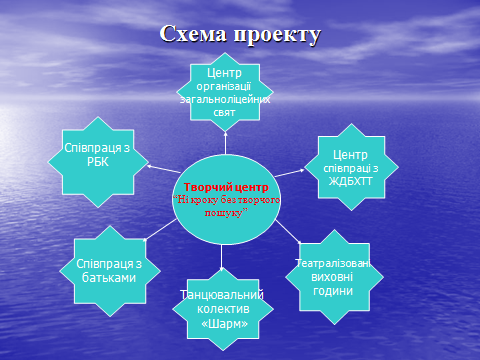 Схема проекту
Центр
організації
загальноліцейних
свят
Співпраця з
РБК
Центр
співпраці з
ЖДБХТТ
Творчий центр
“Ні кроку без творчого
пошуку”
Співпраця з
батьками
Театралізовані
виховні
години
Танцювальний
колектив
«Шарм»